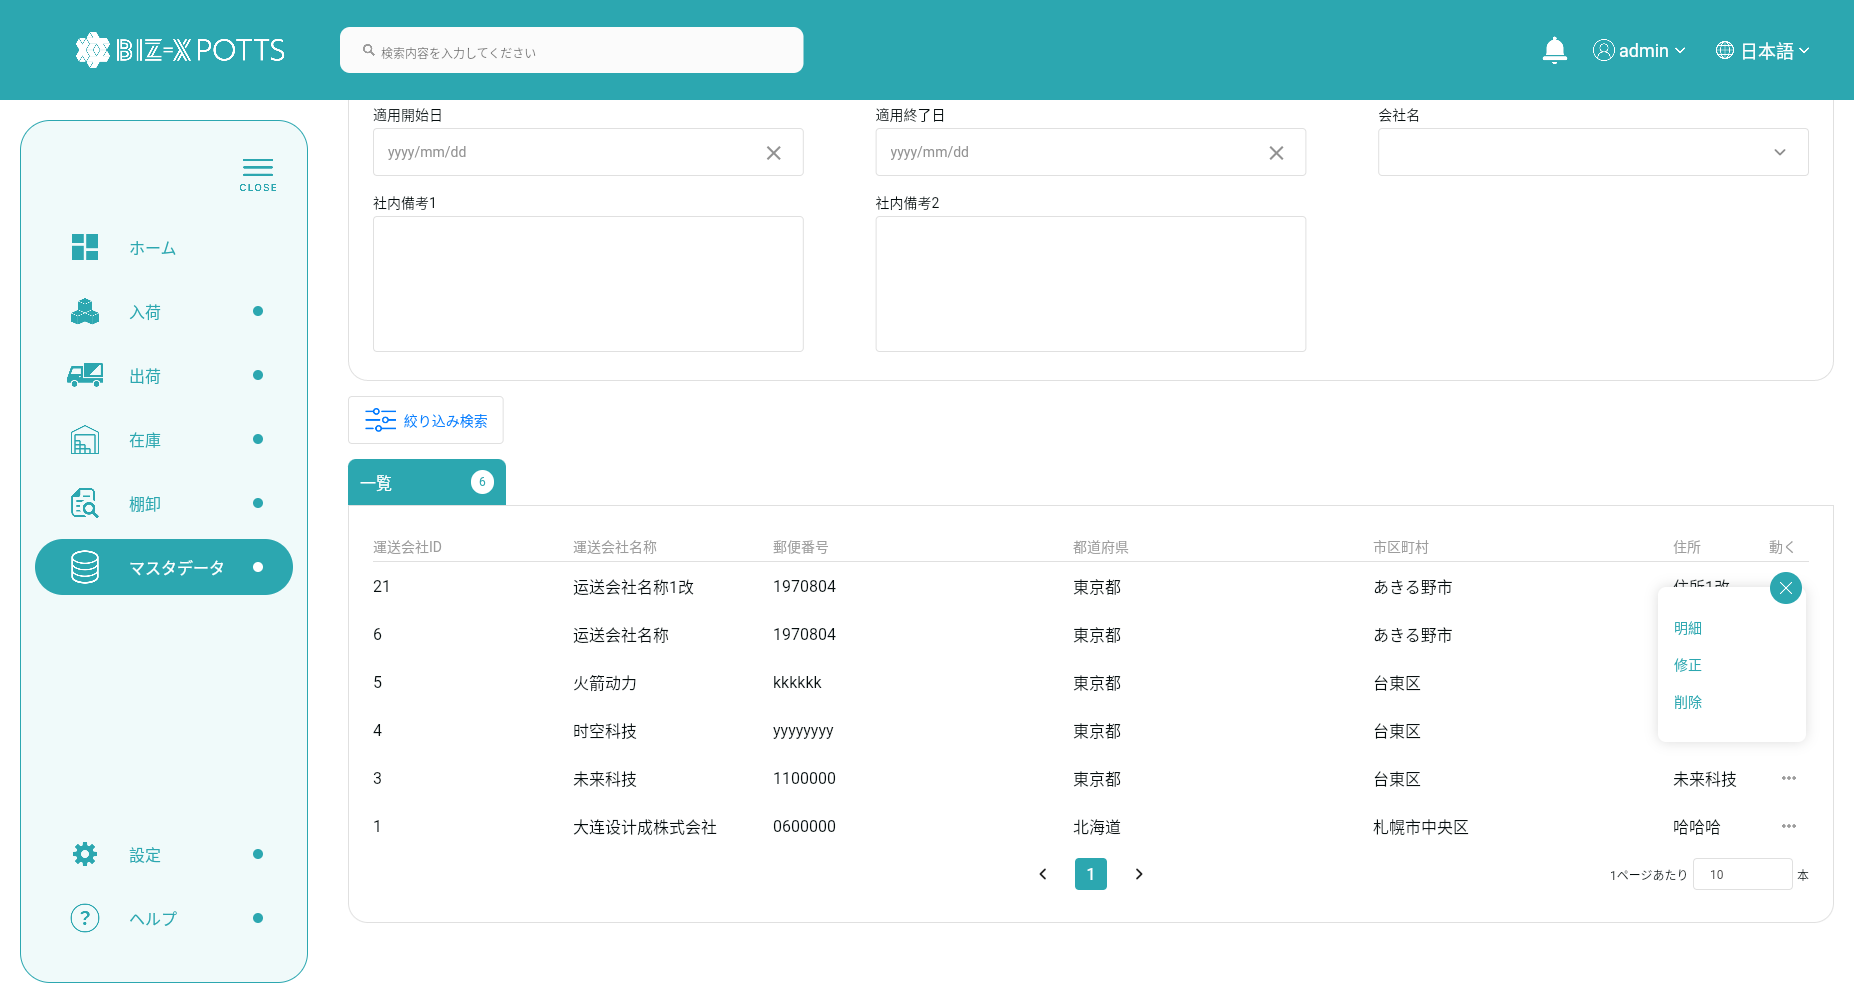 BIZ=X POTTS
検索内容を入力してください
admin
日本語
CLOSE
ホーム
入荷
出荷
在庫
棚卸
マスタデータ
設定
? ヘルプ
適用開始日
適用終了日
会社名
yyyy/mm/dd
yyyy/mm/dd
社内備考1
社内備考2
絞り込み検索
一覧 6
運送会社ID 運送会社名称 郵便番号 都道府県 市区町村 住所 動く
21 运送会社名称1改 1970804 東京都 あきる野市 住所1改
6 运送会社名称 1970804 東京都 あきる野市
5 火箭动力 kkkkkk 東京都 台東区
4 时空科技 yyyyyyyy 東京都 台東区
3 未来科技 1100000 東京都 台東区 未来科技
1 大连设计成株式会社 0600000 北海道 札幌市中央区 哈哈哈
明細
修正
削除
1
1ページあたり 10 本